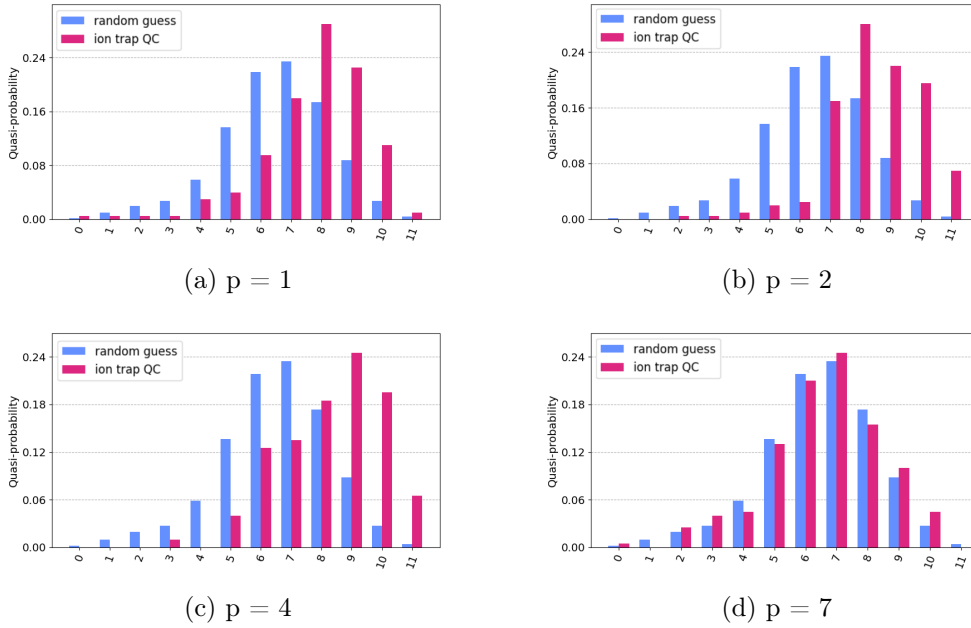 random guess
ion trap QC
Quasi-probability
0.24
0.16
0.08
0.00
0 1 2 3 4 5 6 7 8 9 10 11
(a) p = 1
random guess
ion trap QC
Quasi-probability
0.24
0.16
0.08
0.00
0 1 2 3 4 5 6 7 8 9 10 11
(b) p = 2
random guess
ion trap QC
Quasi-probability
0.24
0.18
0.12
0.06
0.00
0 1 2 3 4 5 6 7 8 9 10 11
(c) p = 4
random guess
ion trap QC
Quasi-probability
0.24
0.18
0.12
0.06
0.00
0 1 2 3 4 5 6 7 8 9 10 11
(d) p = 7